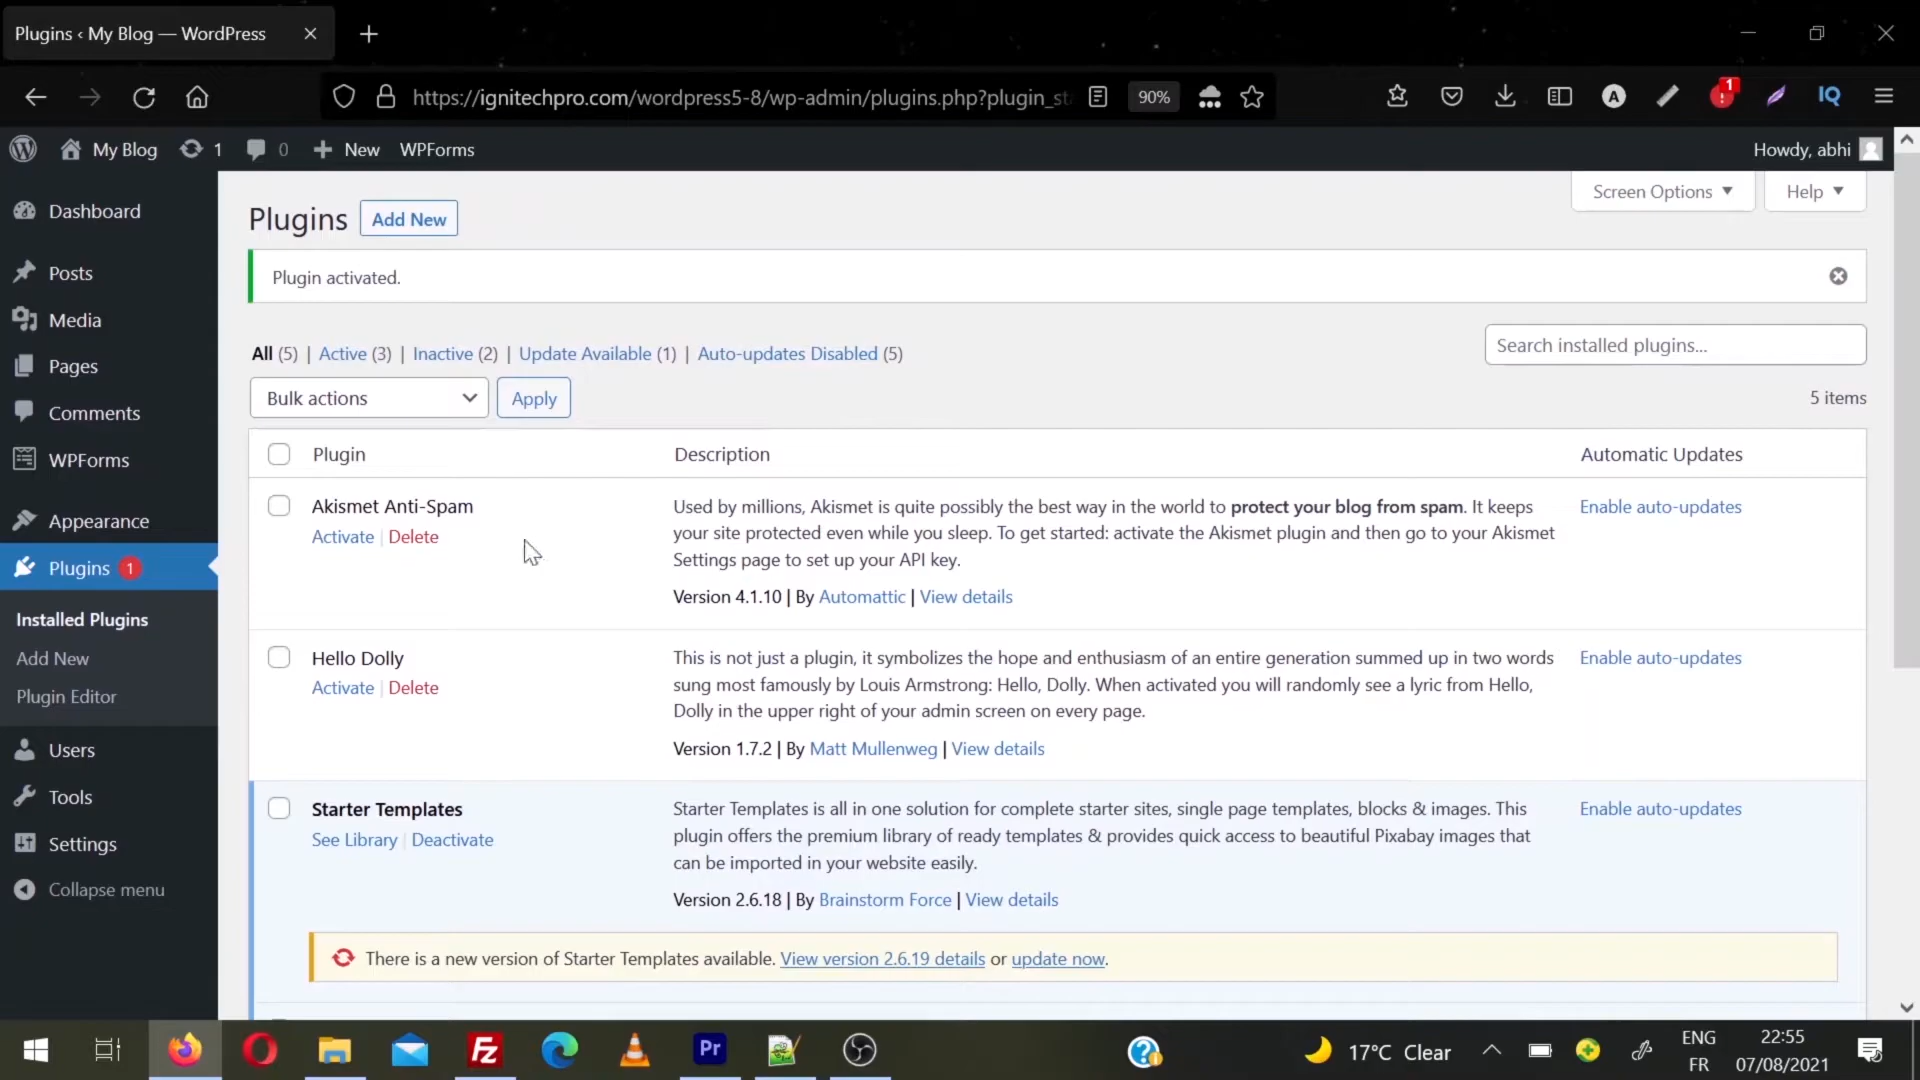 Plugins ‹ My Blog — WordPress
https://ignitechpro.com/wordpress5-8/wp-admin/plugins.php?plugin_st
90%
A
1
IQ
My Blog
1
0
New
WPForms
Howdy, abhi
Dashboard
Posts
Media
Pages
Comments
WPForms
Appearance
Plugins 1
Installed Plugins
Add New
Plugin Editor
Users
Tools
Settings
Collapse menu
Screen Options
Help
Plugins
Add New
Plugin activated.
All (5) | Active (3) | Inactive (2) | Update Available (1) | Auto-updates Disabled (5)
Search installed plugins...
Bulk actions
Apply
5 items
Plugin
Description
Automatic Updates
Akismet Anti-Spam
Activate | Delete
Used by millions, Akismet is quite possibly the best way in the world to protect your blog from spam. It keeps
your site protected even while you sleep. To get started: activate the Akismet plugin and then go to your Akismet
Settings page to set up your API key.
Version 4.1.10 | By Automattic | View details
Enable auto-updates
Hello Dolly
Activate | Delete
This is not just a plugin, it symbolizes the hope and enthusiasm of an entire generation summed up in two words
sung most famously by Louis Armstrong: Hello, Dolly. When activated you will randomly see a lyric from Hello,
Dolly in the upper right of your admin screen on every page.
Version 1.7.2 | By Matt Mullenweg | View details
Enable auto-updates
Starter Templates
See Library | Deactivate
Starter Templates is all in one solution for complete starter sites, single page templates, blocks & images. This
plugin offers the premium library of ready templates & provides quick access to beautiful Pixabay images that
can be imported in your website easily.
Version 2.6.18 | By Brainstorm Force | View details
Enable auto-updates
There is a new version of Starter Templates available. View version 2.6.19 details or update now.
Fz
Pr
17°C Clear
ENG
FR
22:55
07/08/2021